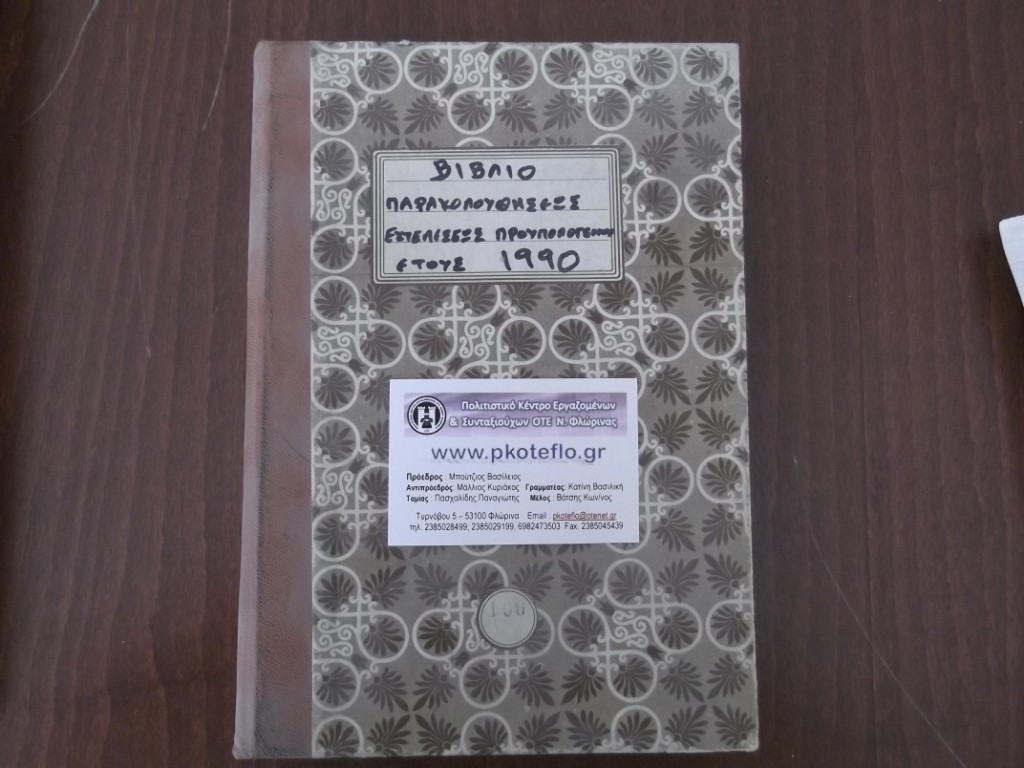 ΒΙΒΛΙΟ
ΠΑΡΑΚΟΛΟΥΘΗΣΕΩΣ
ΕΚΤΕΛΙΣΕΩΣ ΠΡΟΥΠΟΛΟΓΙΣΜΟΥ
ΕΤΟΥΣ 1990
Πολιτιστικό Κέντρο Εργαζομένων
& Συνταξιούχων ΟΤΕ Ν. Φλώρινας
www.pkoteflo.gr
Πρόεδρος : Μπούτζιος Βασίλειος
Αντιπρόεδρός: Μάλλιος Κυριάκος Γραμματέας: Κατίνη Βασιλική
Ταμίας : Πασχαλίδης Παναγιώτης Μέλος : Βότσης Κων/νος
Τυρνόβου 5 – 53100 Φλώρινα Email : pkoteflo@otenet.gr
τηλ. 2385028499, 2385029199, 6982473503 Fax. 2385045439
100